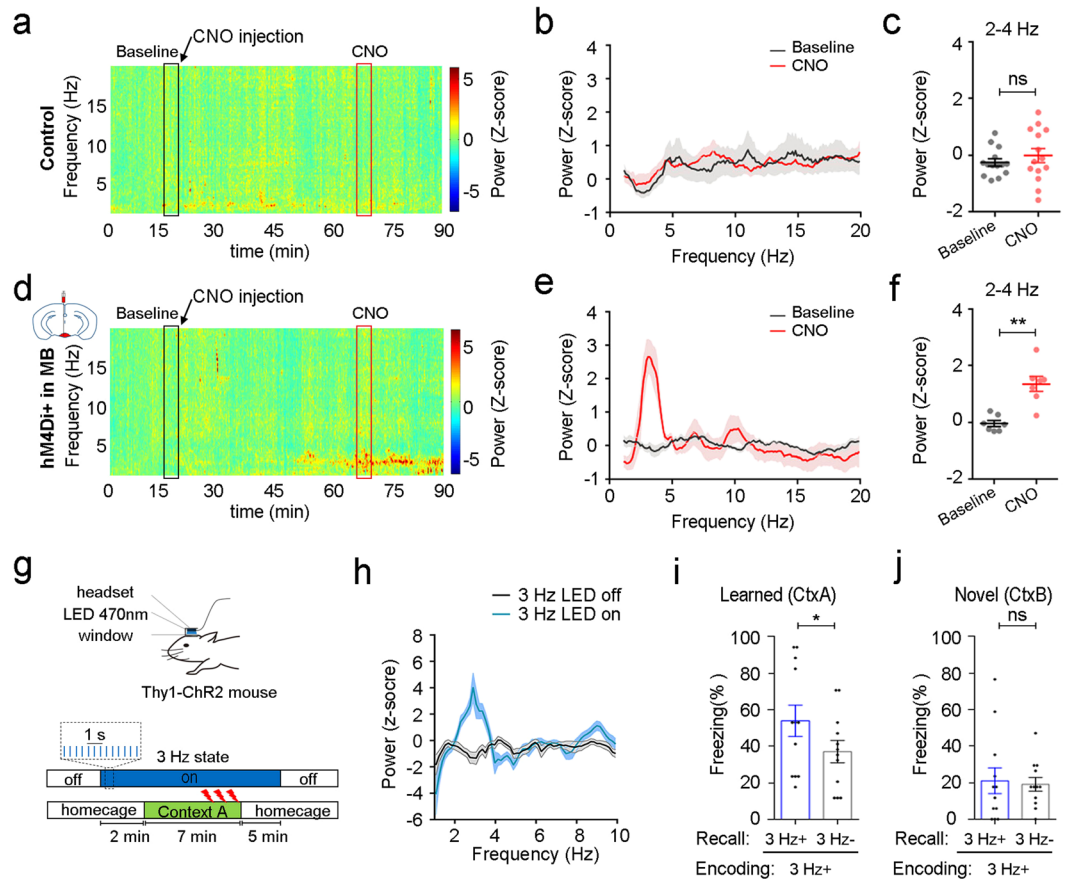 a
Baseline
CNO injection
CNO
Control
Frequency (Hz)
15
10
5
0 15 30 45 60 75 90
time (min)
5
0
-5
Power (Z-score)
b
Baseline
CNO
4
3
2
1
0
-1
Power (Z-score)
0 5 10 15 20
Frequency (Hz)
c
2-4 Hz
ns
4
2
0
-2
Power (Z-score)
Baseline
CNO
d
Baseline
CNO injection
CNO
hM4Di+ in MB
Frequency (Hz)
15
10
5
0 15 30 45 60 75 90
time (min)
5
0
-5
Power (Z-score)
e
Baseline
CNO
4
3
2
1
0
-1
Power (Z-score)
0 5 10 15 20
Frequency (Hz)
f
2-4 Hz
**
4
2
0
-2
Power (Z-score)
Baseline
CNO
g
headset
LED 470nm
window
Thy1-ChR2 mouse
1 s
3 Hz state
off on off
homecage Context A homecage
2 min 7 min 5 min
h
3 Hz LED off
3 Hz LED on
8
6
4
2
0
-2
-4
-6
Power (z-socre)
2 4 6 8 10
Frequency (Hz)
i
Learned (CtxA)
*
100
80
60
40
20
0
Freezing(% )
Recall: 3 Hz+ 3 Hz-
Encoding: 3 Hz+
j
Novel (CtxB)
ns
100
80
60
40
20
0
Freezing(% )
Recall: 3 Hz+ 3 Hz-
Encoding: 3 Hz+